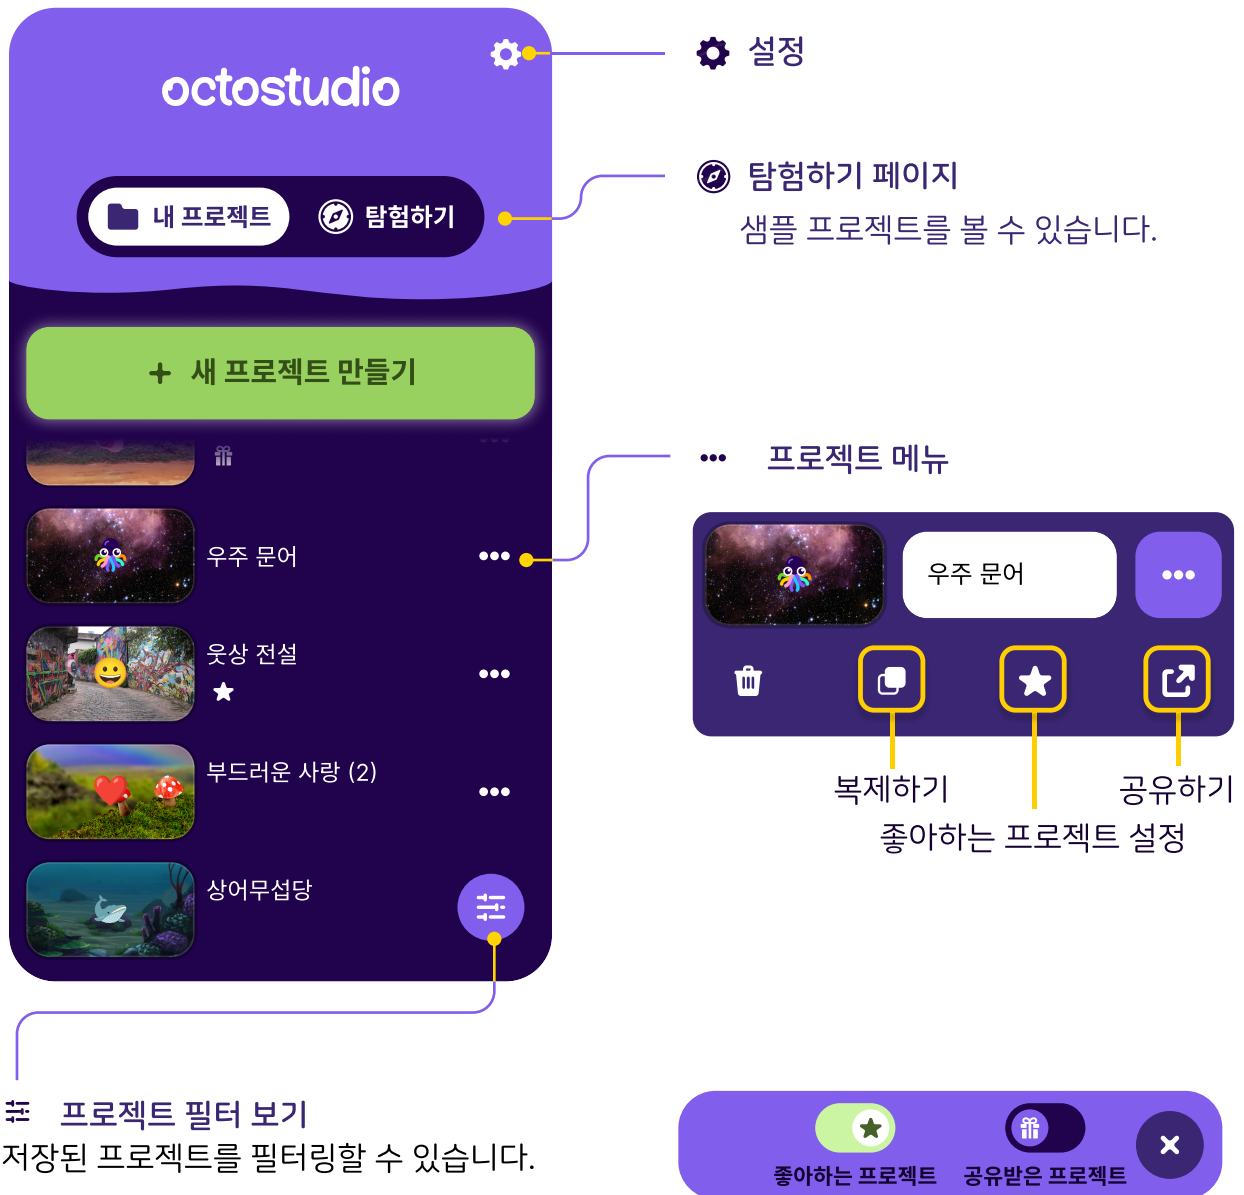 octostudio
내 프로젝트
탐험하기
+ 새 프로젝트 만들기
우주 문어
웃상 전설
부드러운 사랑 (2)
상어무섭당
설정
탐험하기 페이지
샘플 프로젝트를 볼 수 있습니다.
프로젝트 메뉴
우주 문어
복제하기
공유하기
좋아하는 프로젝트 설정
프로젝트 필터 보기
저장된 프로젝트를 필터링할 수 있습니다.
좋아하는 프로젝트
공유받은 프로젝트